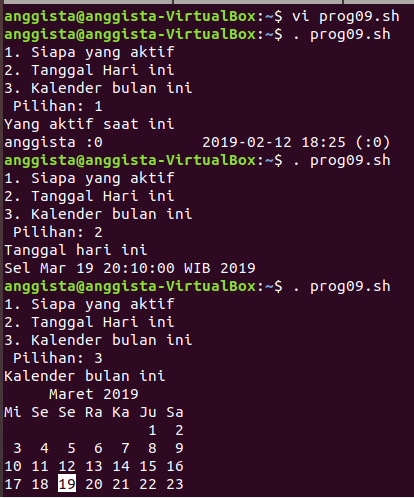 anggista@anggista-VirtualBox:~$ vi prog09.sh
anggista@anggista-VirtualBox:~$ . prog09.sh
1. Siapa yang aktif
2. Tanggal Hari ini
3. Kalender bulan ini
 Pilihan: 1
Yang aktif saat ini
anggista :0           2019-02-12 18:25 (:0)
anggista@anggista-VirtualBox:~$ . prog09.sh
1. Siapa yang aktif
2. Tanggal Hari ini
3. Kalender bulan ini
 Pilihan: 2
Tanggal hari ini
Sel Mar 19 20:10:00 WIB 2019
anggista@anggista-VirtualBox:~$ . prog09.sh
1. Siapa yang aktif
2. Tanggal Hari ini
3. Kalender bulan ini
 Pilihan: 3
Kalender bulan ini
     Maret 2019
Mi Se Se Ra Ka Ju Sa
                1  2
 3  4  5  6  7  8  9
10 11 12 13 14 15 16
17 18 19 20 21 22 23